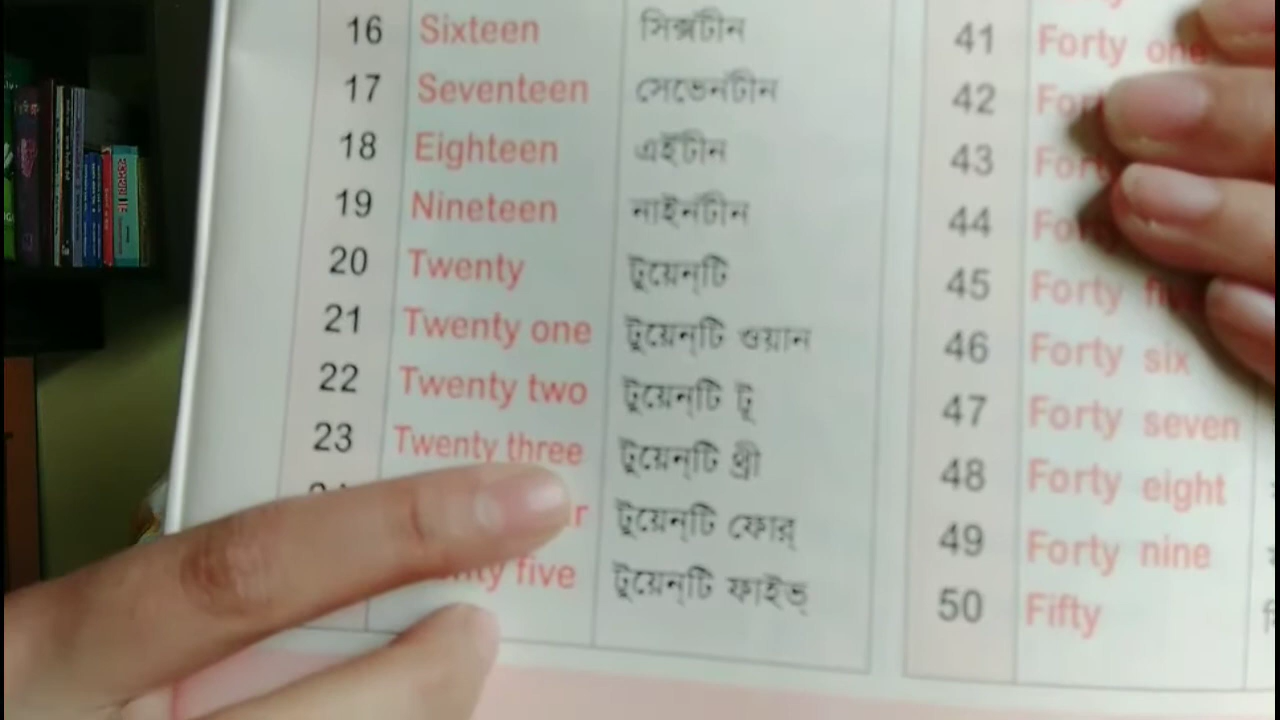 16 Sixteen সিক্সটীন
17 Seventeen সেভেনটীন
18 Eighteen এইটীন
19 Nineteen নাইনটীন
20 Twenty টুয়েন্টি
21 Twenty one টুয়েন্টি ওয়ান
22 Twenty two টুয়েন্টি টু
23 Twenty three টুয়েন্টি থ্রী
টুয়েন্টি ফোর্
five টুয়েন্টি ফাইভ্
41 Forty one
42
43
44
45 Forty
46 Forty six
47 Forty seven
48 Forty eight
49 Forty nine
50 Fifty